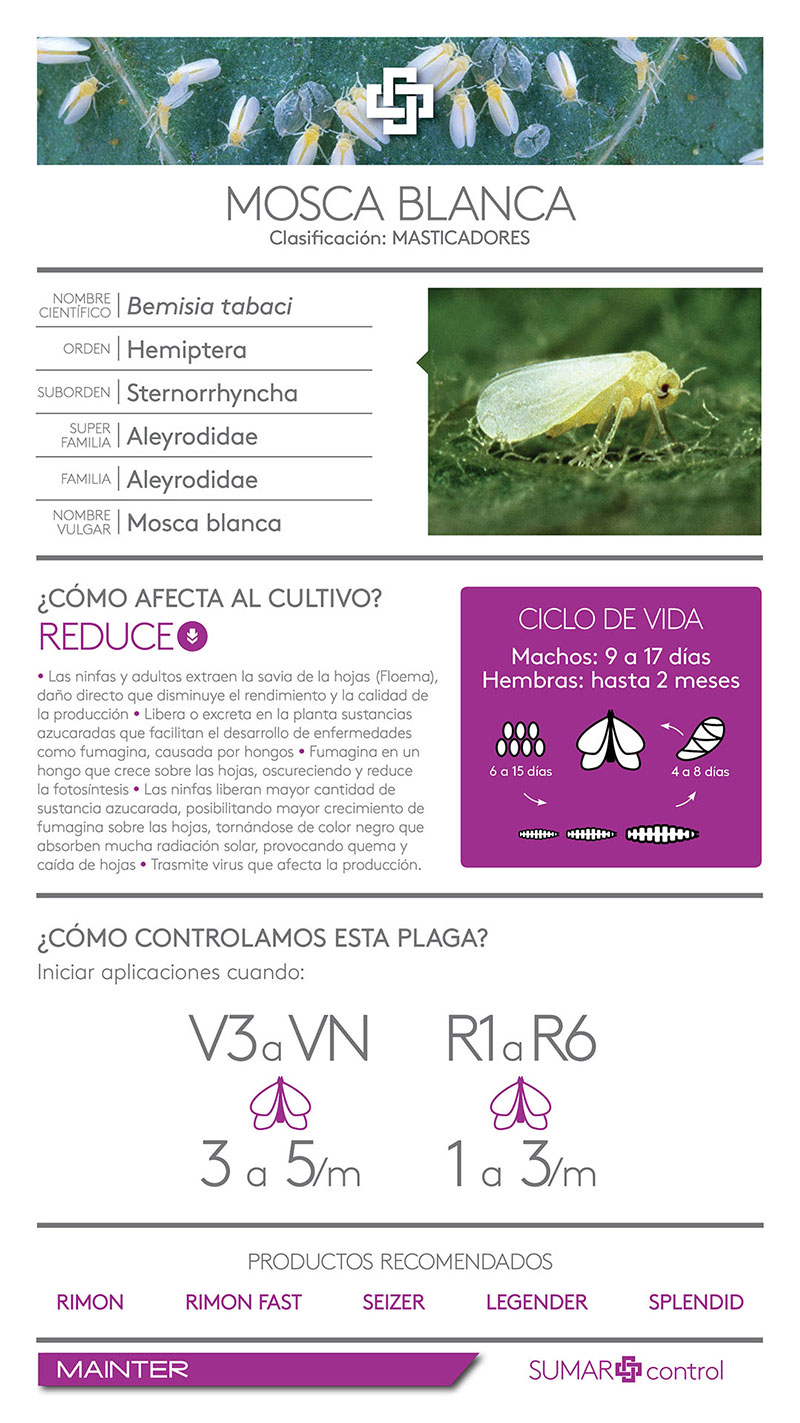 MOSCA BLANCA
Clasificación: MASTICADORES
NOMBRE
CIENTÍFICO
Bemisia tabaci
ORDEN
Hemiptera
SUBORDEN
Sternorrhyncha
SUPER
FAMILIA
Aleyrodidae
FAMILIA
Aleyrodidae
NOMBRE
VULGAR
Mosca blanca
¿CÓMO AFECTA AL CULTIVO?
REDUCE
• Las ninfas y adultos extraen la savia de la hojas (Floema),
daño directo que disminuye el rendimiento y la calidad de
la producción • Libera o excreta en la planta sustancias
azucaradas que facilitan el desarrollo de enfermedades
como fumagina, causada por hongos • Fumagina en un
hongo que crece sobre las hojas, oscureciendo y reduce
la fotosíntesis • Las ninfas liberan mayor cantidad de
sustancia azucarada, posibilitando mayor crecimiento de
fumagina sobre las hojas, tornándose de color negro que
absorben mucha radiación solar, provocando quema y
caída de hojas • Trasmite virus que afecta la producción.
CICLO DE VIDA
Machos: 9 a 17 días
Hembras: hasta 2 meses
6 a 15 días
4 a 8 días
¿CÓMO CONTROLAMOS ESTA PLAGA?
Iniciar aplicaciones cuando:
V3 a VN
R1 a R6
3 a 5/m
1 a 3/m
PRODUCTOS RECOMENDADOS
RIMON RIMON FAST SEIZER LEGENDER SPLENDID
MAINTER
SUMAR control